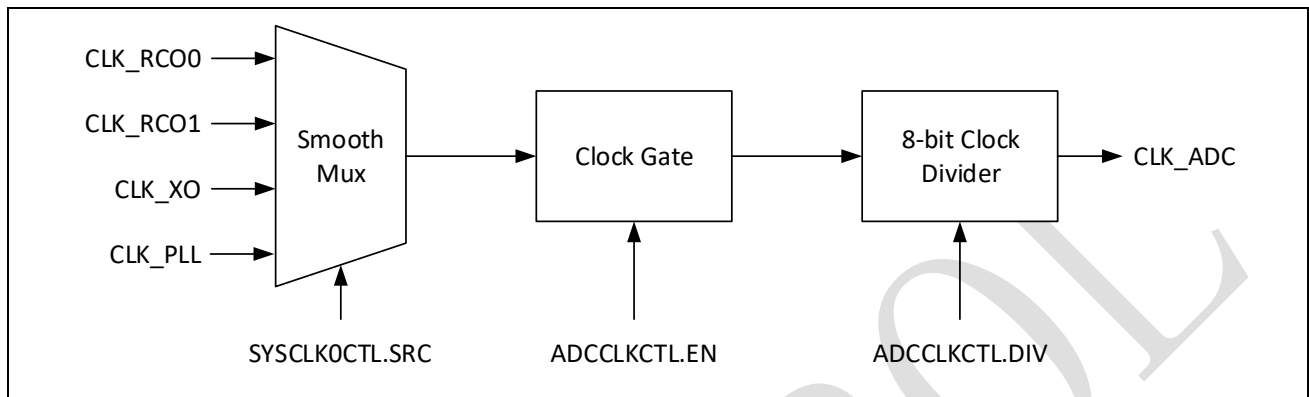 CLK_RCO0
CLK_RCO1
CLK_XO
CLK_PLL
Smooth
Mux
Clock Gate
8-bit Clock
Divider
CLK_ADC
SYSCLK0CTL.SRC
ADCCLKCTL.EN
ADCCLKCTL.DIV